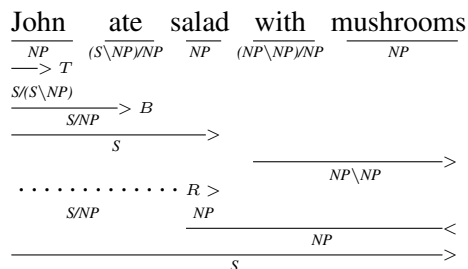 John ate salad with mushrooms
NP (S\NP)/NP NP (NP\NP)/NP NP
> T
S/(S\NP)
> B
S/NP
>
S
>
NP\NP
R >
S/NP NP
<
NP
>
S